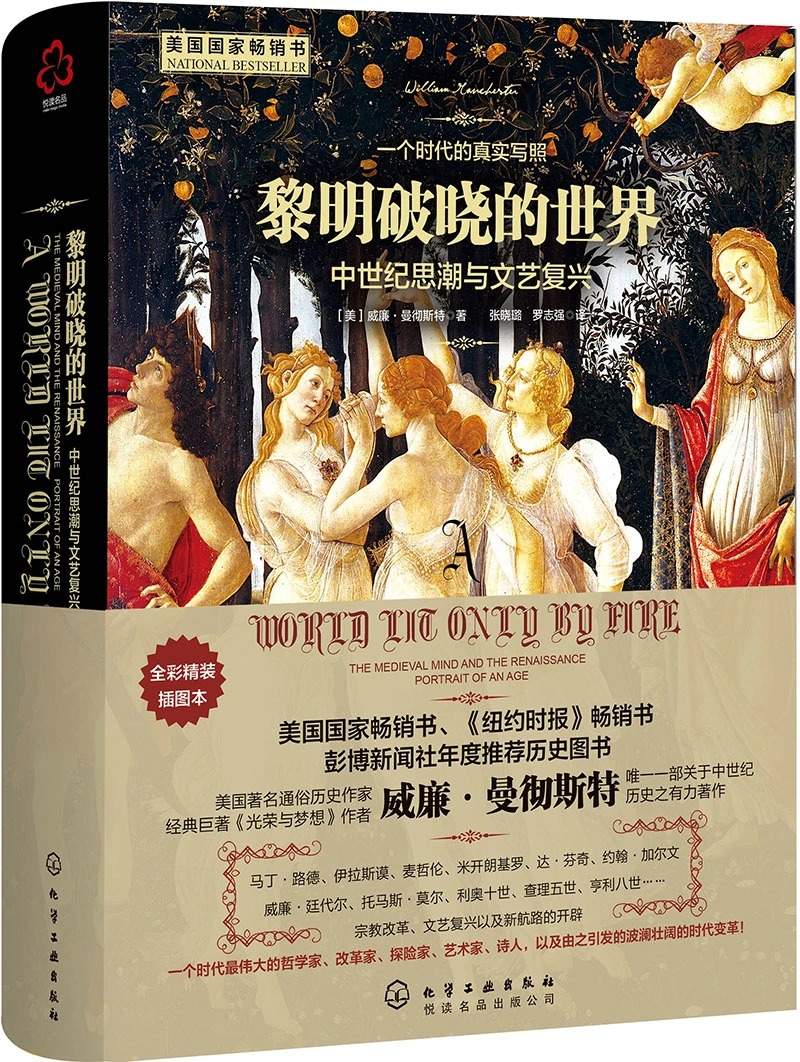 悦读名品
黎明破晓的世界
中世纪思潮与文艺复兴
THE MEDIEVAL MIND AND THE RENAISSANCE PORTRAIT OF AN AGE
A WORLD LIT ONLY
化学工业出版社
美国国家畅销书
NATIONAL BESTSELLER
William Manchester
一个时代的真实写照
黎明破晓的世界
中世纪思潮与文艺复兴
[美] 威廉·曼彻斯特◎著 张晓璐 罗志强◎译
A
WORLD LIT ONLY BY FIRE
THE MEDIEVAL MIND AND THE RENAISSANCE
PORTRAIT OF AN AGE
全彩精装
插图本
美国国家畅销书、《纽约时报》畅销书
彭博新闻社年度推荐历史图书
美国著名通俗历史作家
经典巨著《光荣与梦想》作者
威廉·曼彻斯特
唯一一部关于中世纪
历史之有力著作
马丁·路德、伊拉斯谟、麦哲伦、米开朗基罗、达·芬奇、约翰·加尔文
威廉·廷代尔、托马斯·莫尔、利奥十世、查理五世、亨利八世……
宗教改革、文艺复兴以及新航路的开辟
一个时代最伟大的哲学家、改革家、探险家、艺术家、诗人，以及由之引发的波澜壮阔的时代变革！
化学工业出版社
悦读名品出版公司